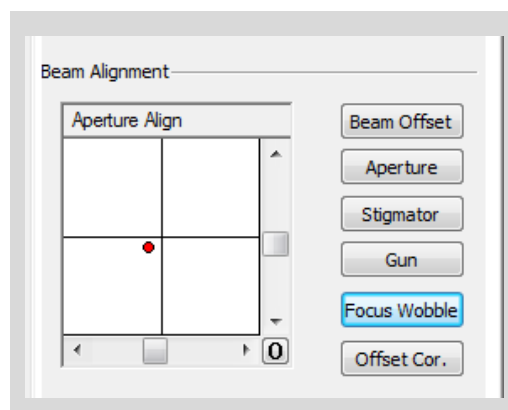 Beam Alignment
Aperture Align
Beam Offset
Aperture
Stigmator
Gun
Focus Wobble
0
Offset Cor.